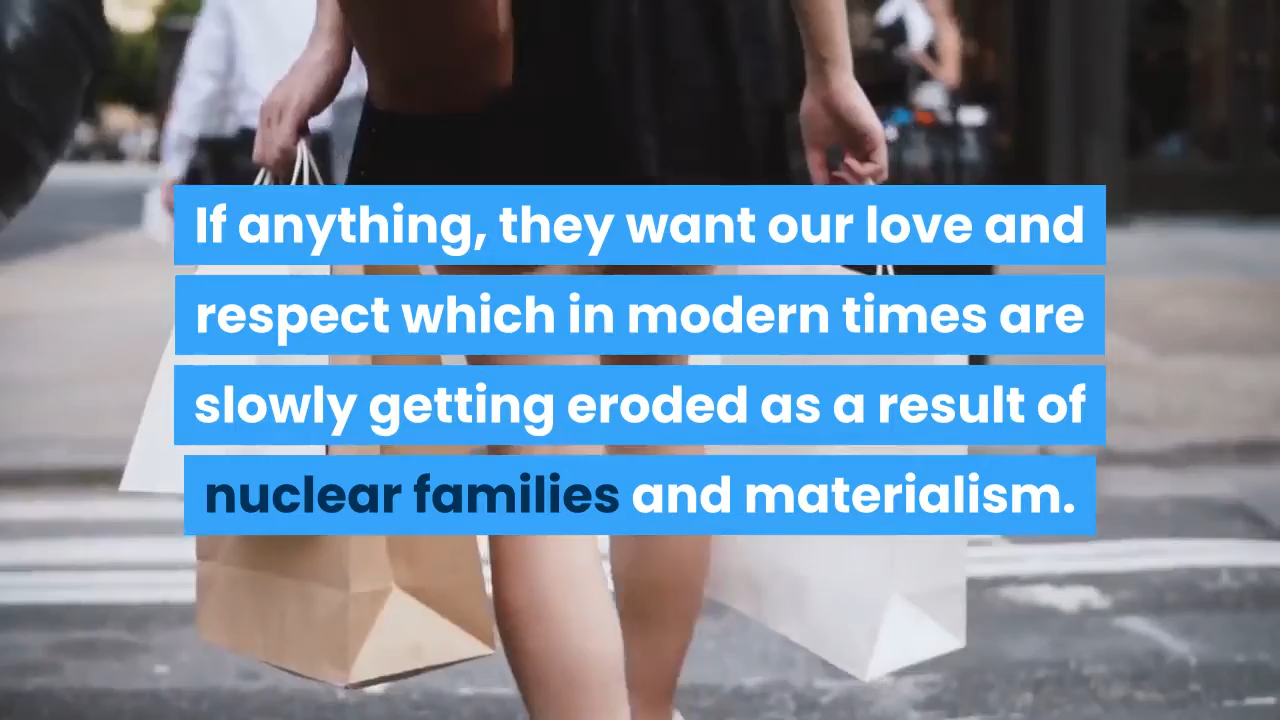 If anything, they want our love and
respect which in modern times are
slowly getting eroded as a result of
nuclear families and materialism.